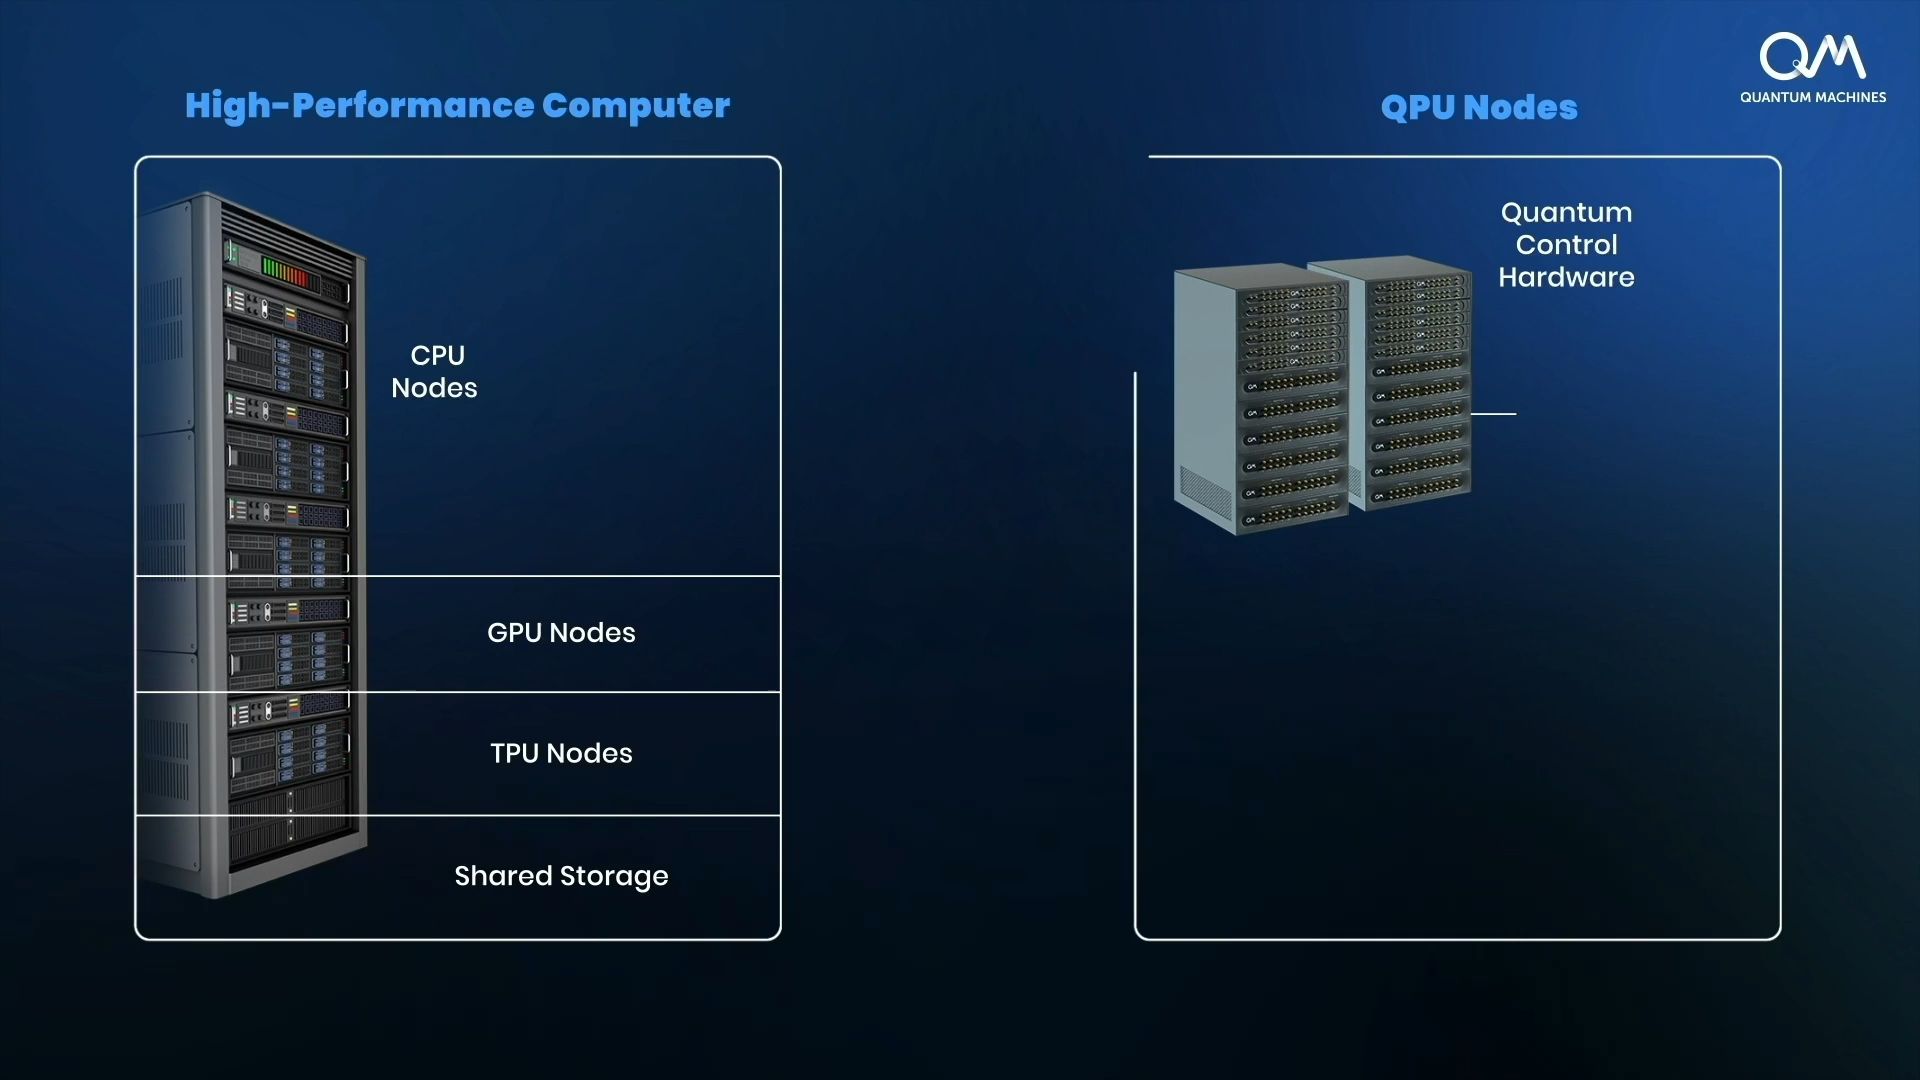 QM
QUANTUM MACHINES
High-Performance Computer
QPU Nodes
CPU
Nodes
GPU Nodes
TPU Nodes
Shared Storage
Quantum
Control
Hardware